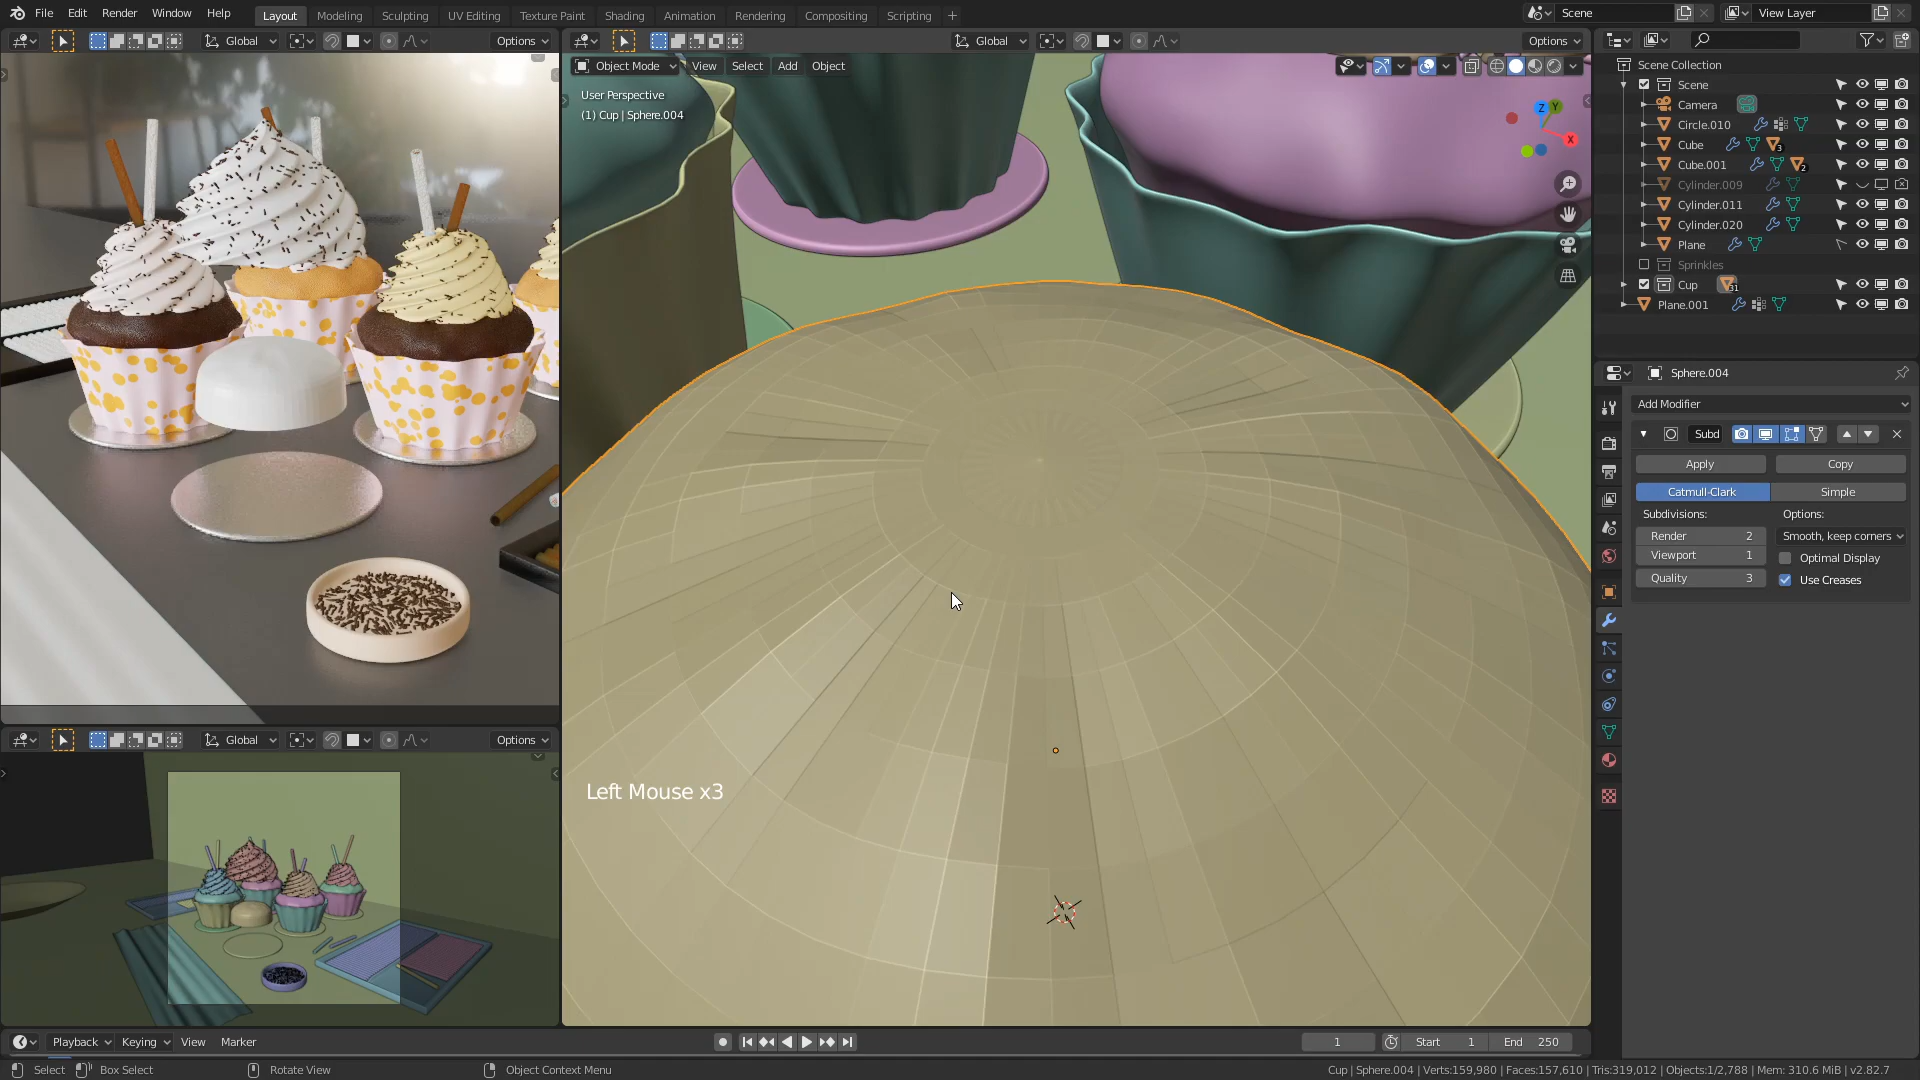 File Edit Render Window Help
Layout Modeling Sculpting UV Editing Texture Paint Shading Animation Rendering Compositing Scripting +
Scene View Layer
Global Options
Global Options
Object Mode View Select Add Object
User Perspective
(1) Cup | Sphere.004
Z Y
X
Left Mouse x3
Global Options
Scene Collection
Scene
Camera
Circle.010
Cube 3
Cube.001 2
Cylinder.009
Cylinder.011
Cylinder.020
Plane
Sprinkles
Cup 31
Plane.001
Sphere.004
Add Modifier
Subd
Apply Copy
Catmull-Clark Simple
Subdivisions: Options:
Render 2 Smooth, keep corners
Viewport 1 Optimal Display
Quality 3 Use Creases
Playback Keying View Marker
1 Start 1 End 250
Select Box Select Rotate View Object Context Menu
Cup | Sphere.004 | Verts:159,980 | Faces:157,610 | Tris:319,012 | Objects:1/2,788 | Mem: 310.6 MiB | v2.82.7